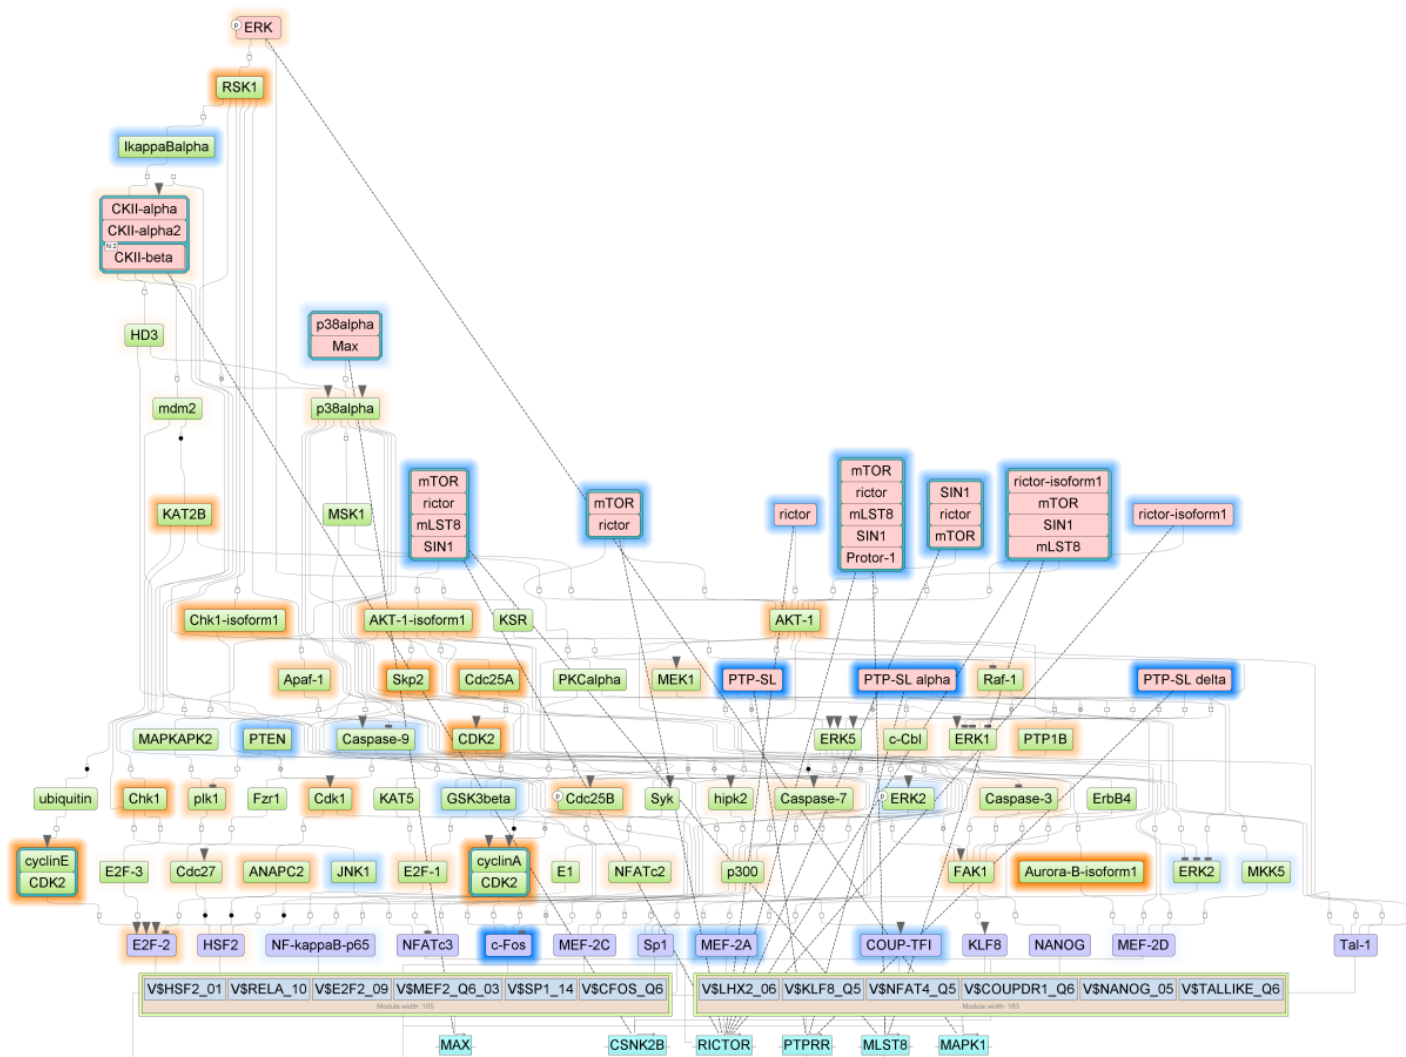 p ERK
RSK1
IkappaBalpha
CKII-alpha
CKII-alpha2
N:2
CKII-beta
p38alpha
Max
HD3
mdm2
p38alpha
KAT2B
MSK1
mTOR
rictor
mLST8
SIN1
mTOR
rictor
rictor
mTOR
rictor
mLST8
SIN1
Protor-1
SIN1
rictor
mTOR
rictor-isoform1
mTOR
SIN1
mLST8
rictor-isoform1
Chk1-isoform1 AKT-1-isoform1 KSR AKT-1
Apaf-1 Skp2 Cdc25A PKCalpha MEK1 PTP-SL PTP-SL alpha Raf-1 PTP-SL delta
MAPKAPK2 PTEN Caspase-9 CDK2 ERK5 c-Cbl ERK1 PTP1B
ubiquitin Chk1 plk1 Fzr1 Cdk1 KAT5 GSK3beta p Cdc25B Syk hipk2 Caspase-7 p ERK2 Caspase-3 ErbB4
cyclinE
CDK2
E2F-3 Cdc27 ANAPC2 JNK1 E2F-1
cyclinA
CDK2
E1 NFATc2 p300 FAK1 Aurora-B-isoform1 ERK2 MKK5
E2F-2 HSF2 NF-kappaB-p65 NFATc3 c-Fos MEF-2C Sp1 MEF-2A COUP-TFI KLF8 NANOG MEF-2D Tal-1
V$HSF2_01 V$RELA_10 V$E2F2_09 V$MEF2_Q6_03 V$SP1_14 V$CFOS_Q6
Module width: 105
V$LHX2_06 V$KLF8_Q5 V$NFAT4_Q5 V$COUPDR1_Q6 V$NANOG_05 V$TALLIKE_Q6
Module width: 163
MAX CSNK2B RICTOR PTPRR MLST8 MAPK1